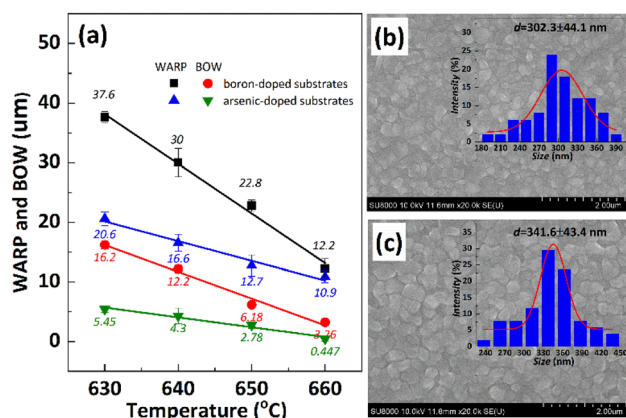 (a)
WARP and BOW (um)
50
40
30
20
10
0
WARP BOW
boron-doped substrates
arsenic-doped substrates
37.6
30
22.8
12.2
20.6
16.6
12.7
10.9
16.2
12.2
6.18
3.26
5.45
4.3
2.78
0.447
630 640 650 660
Temperature (°C)
(b)
d=302.3±44.1 nm
Intensity (%)
30
25
20
15
10
5
0
180 210 240 270 300 330 360 390
Size (nm)
SU8000 10.0kV 11.6mm x20.0k SE(U) 2.00um
(c)
d=341.6±43.4 nm
Intensity (%)
35
30
25
20
15
10
5
0
240 270 300 330 360 390 420 450
Size (nm)
SU8000 10.0kV 11.6mm x20.0k SE(U) 2.00um